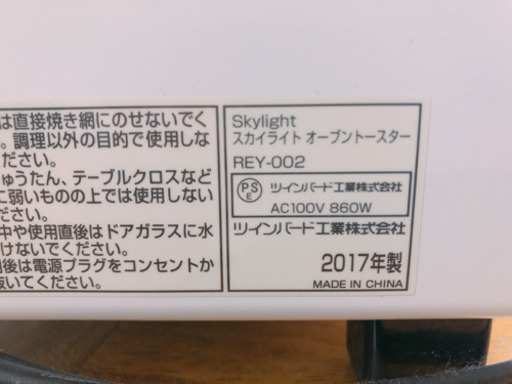 は直接焼き網にのせないでく
。調理以外の目的で使用しな
ださい。
ゅうたん、テーブルクロスなど
に弱いものの上では使用しない
ださい。
中や使用直後はドアガラスに水
けないでください。
用後は電源プラグをコンセントか
抜いてください。
Skylight
スカイライト オーブントースター
REY-002
PS
E
ツインバード工業株式会社
AC100V 860W
ツインバード工業株式会社
2017年製
MADE IN CHINA